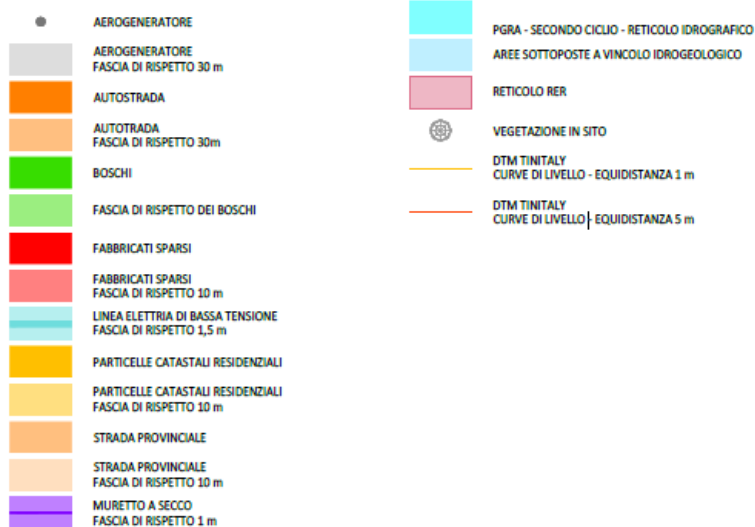 AEROGENERATORE
AEROGENERATORE
FASCIA DI RISPETTO 30 m
AUTOSTRADA
AUTOTRADA
FASCIA DI RISPETTO 30m
BOSCHI
FASCIA DI RISPETTO DEI BOSCHI
FABBRICATI SPARSI
FABBRICATI SPARSI
FASCIA DI RISPETTO 10 m
LINEA ELETTRIA DI BASSA TENSIONE
FASCIA DI RISPETTO 1,5 m
PARTICELLE CATASTALI RESIDENZIALI
PARTICELLE CATASTALI RESIDENZIALI
FASCIA DI RISPETTO 10 m
STRADA PROVINCIALE
STRADA PROVINCIALE
FASCIA DI RISPETTO 10 m
MURETTO A SECCO
FASCIA DI RISPETTO 1 m
PGRA - SECONDO CICLIO - RETICOLO IDROGRAFICO
AREE SOTTOPOSTE A VINCOLO IDROGEOLOGICO
RETICOLO RER
VEGETAZIONE IN SITO
DTM TINITALY
CURVE DI LIVELLO - EQUIDISTANZA 1 m
DTM TINITALY
CURVE DI LIVELLO - EQUIDISTANZA 5 m